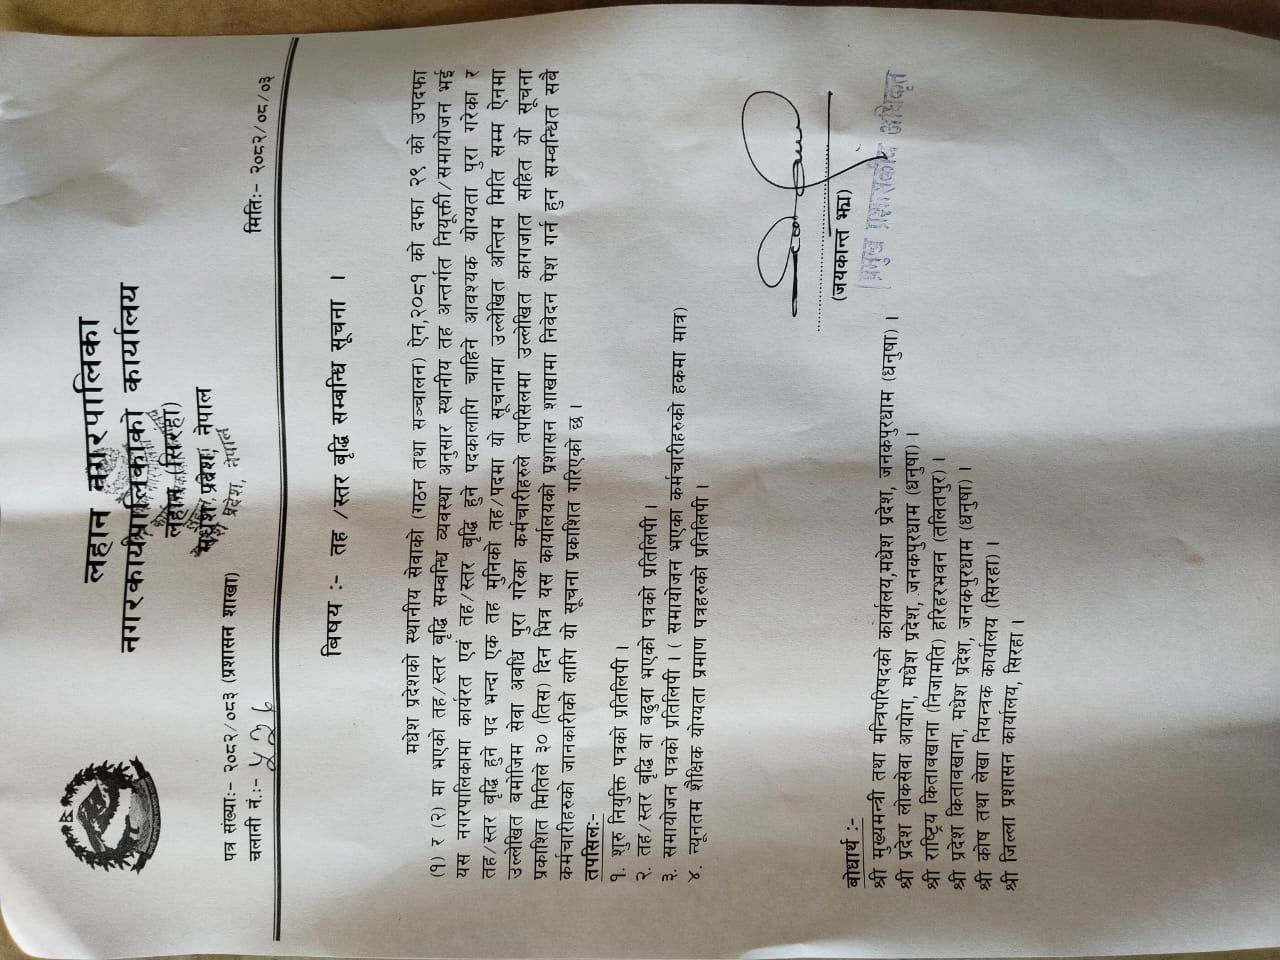 लहान नगरपालिका
नगरकार्यपालिकाको कार्यालय
लहान (सिरहा)
मधेश प्रदेश, नेपाल
पत्र संख्या:- २०८२/०८३ (प्रशासन शाखा)
चलानी नं.:-
मिति:- २०८२/०८/०३
बिषय :- तह /स्तर बृद्धि सम्बन्धि सूचना ।
मधेश प्रदेशको स्थानीय सेवाको (गठन तथा सञ्चालन) ऐन,२०८१ को दफा २९ को उपदफा
(१) र (२) मा भएको तह/स्तर बृद्धि सम्बन्धि व्यवस्था अनुसार स्थानीय तह अन्तर्गत नियूक्ती/समायोजन भई
यस नगरपालिकामा कार्यरत एवं तह/स्तर बृद्धि हुने पदकालागि चाहिने आवश्यक योग्यता पुरा गरेका र
तह/स्तर बृद्धि हुने पद भन्दा एक तह मुनिको तह/पदमा यो सूचनामा उल्लेखित अन्तिम मिति सम्म ऐनमा
उल्लेखित बमोजिम सेवा अवधि पुरा गरेका कर्मचारीहरुले तपसिलमा उल्लेखित कागजात सहित यो सूचना
प्रकाशित मितिले ३० (तिस) दिन भित्र यस कार्यालयको प्रशासन शाखामा निवेदन पेश गर्न हुन सम्बन्धित सबै
कर्मचारीहरुको जानकारीको लागि यो सूचना प्रकाशित गरिएको छ ।
तपसिल:-
१. शुरु नियुक्ति पत्रको प्रतिलिपी ।
२. तह/स्तर बृद्धि वा बढुवा भएको पत्रको प्रतिलिपी ।
३. समायोजन पत्रको प्रतिलिपी । ( समायोजन भएका कर्मचारीहरुको हकमा मात्र)
४. न्यूनतम शैक्षिक योग्यता प्रमाण पत्रहरुको प्रतिलिपी ।
(जयकान्त झा)
प्रमुख प्रशासकीय अधिकृत
बोधार्थ :-
श्री मुख्यमन्त्री तथा मन्त्रिपरिषदको कार्यालय,मधेश प्रदेश, जनकपुरधाम (धनुषा) ।
श्री प्रदेश लोकसेवा आयोग, मधेश प्रदेश, जनकपुरधाम (धनुषा) ।
श्री राष्ट्रिय किताबखाना (निजामति) हरिहरभवन (ललितपुर) ।
श्री प्रदेश किताबखाना, मधेश प्रदेश, जनकपुरधाम (धनुषा) ।
श्री कोष तथा लेखा नियन्त्रक कार्यालय (सिरहा) ।
श्री जिल्ला प्रशासन कार्यालय, सिरहा ।